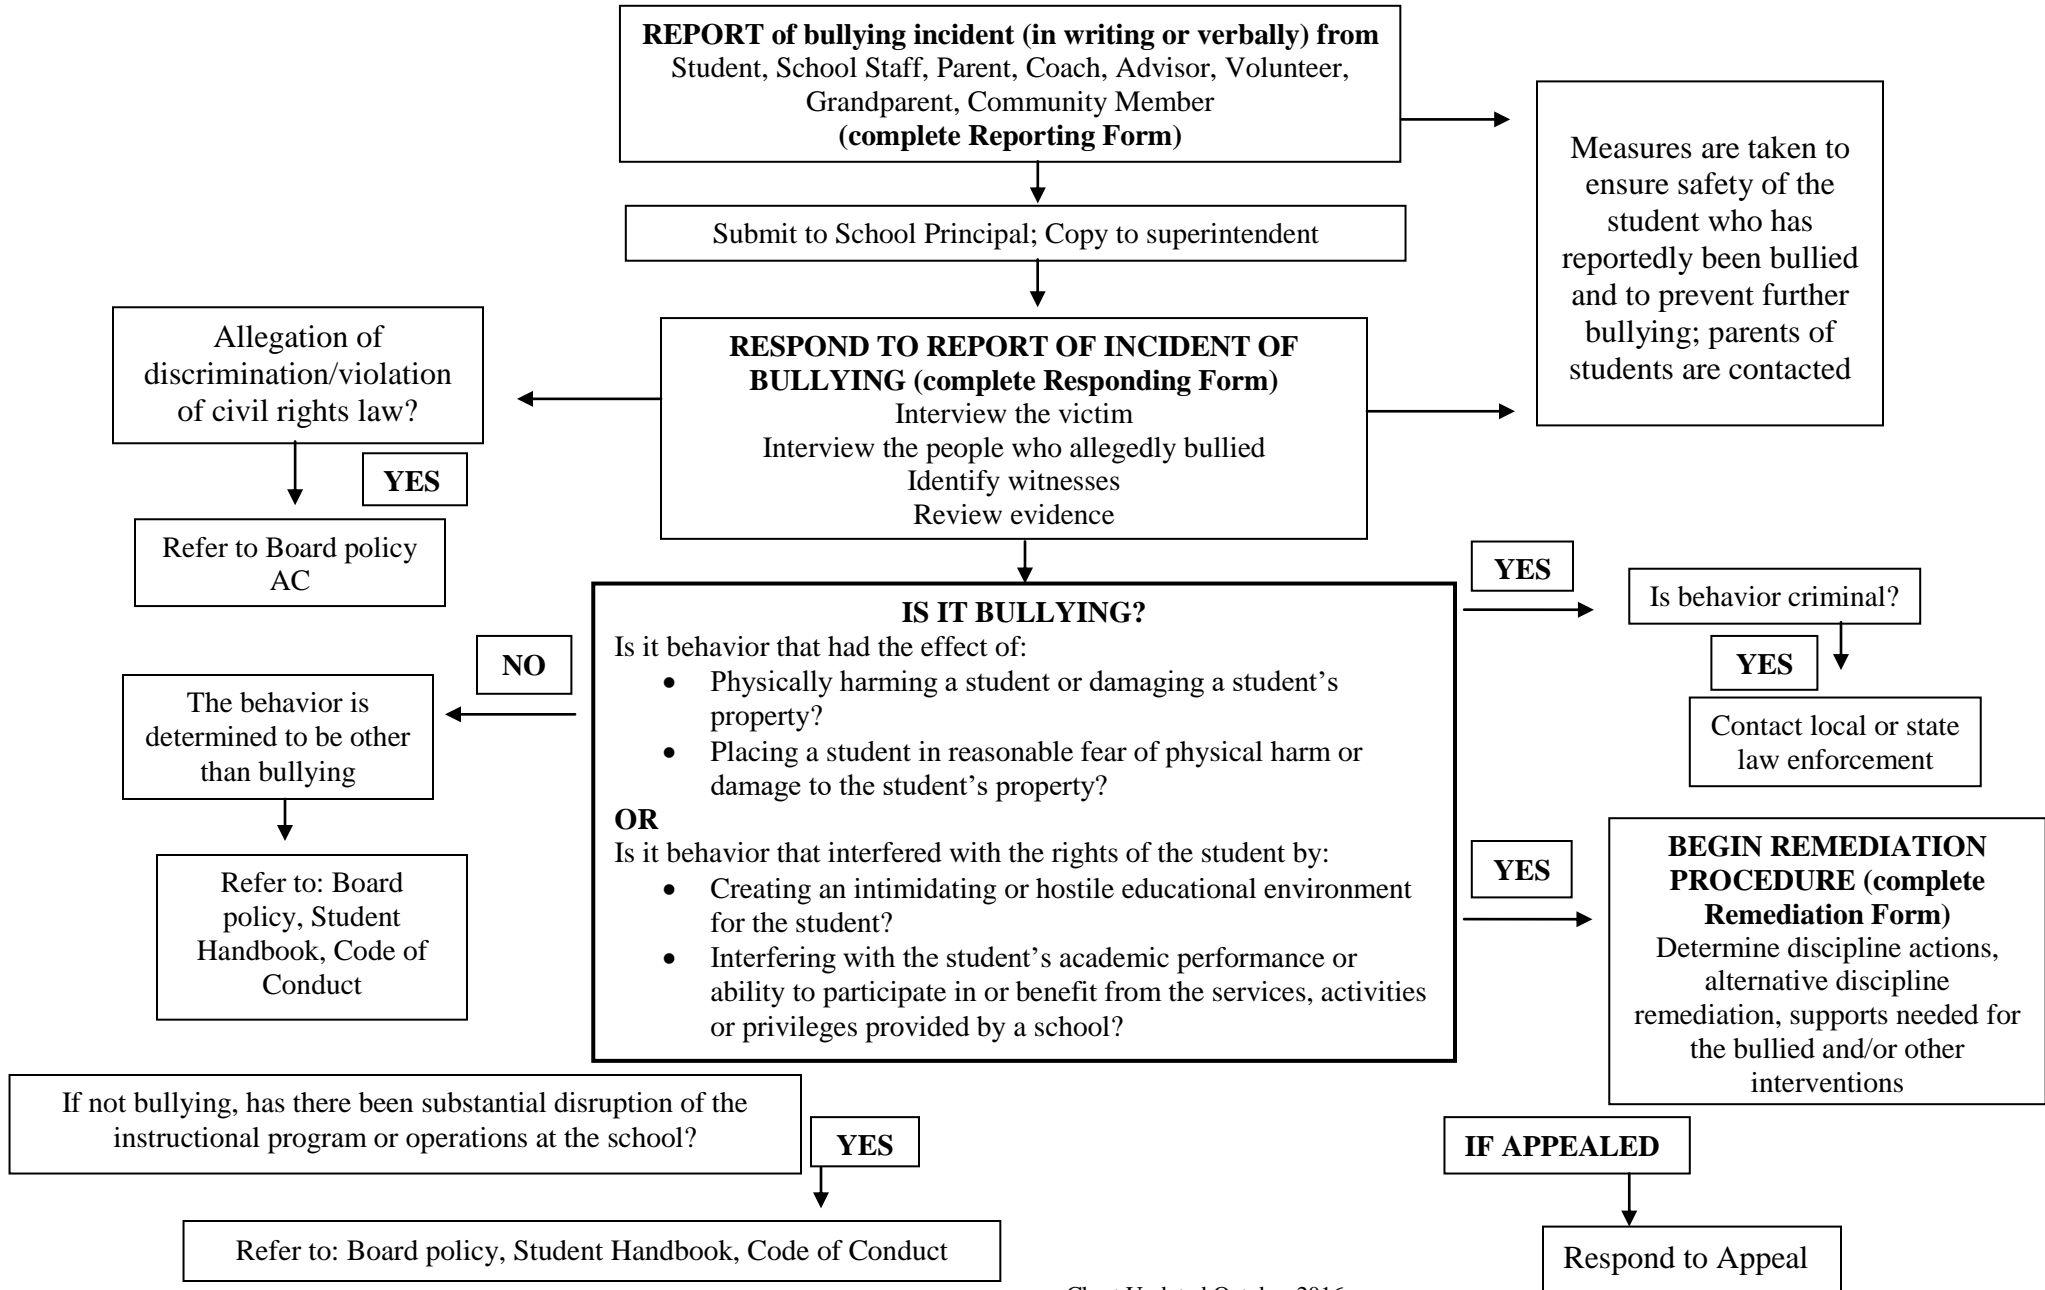 REPORT of bullying incident (in writing or verbally) from
Student, School Staff, Parent, Coach, Advisor, Volunteer,
Grandparent, Community Member
(complete Reporting Form)
Measures are taken to
ensure safety of the
student who has
reportedly been bullied
and to prevent further
bullying; parents of
students are contacted
Submit to School Principal; Copy to superintendent
Allegation of
discrimination/violation
of civil rights law?
YES
Refer to Board policy
AC
RESPOND TO REPORT OF INCIDENT OF
BULLYING (complete Responding Form)
Interview the victim
Interview the people who allegedly bullied
Identify witnesses
Review evidence
IS IT BULLYING?
Is it behavior that had the effect of:
• Physically harming a student or damaging a student’s
property?
• Placing a student in reasonable fear of physical harm or
damage to the student’s property?
OR
Is it behavior that interfered with the rights of the student by:
• Creating an intimidating or hostile educational environment
for the student?
• Interfering with the student’s academic performance or
ability to participate in or benefit from the services, activities
or privileges provided by a school?
YES
Is behavior criminal?
YES
Contact local or state
law enforcement
NO
The behavior is
determined to be other
than bullying
Refer to: Board
policy, Student
Handbook, Code of
Conduct
YES
BEGIN REMEDIATION
PROCEDURE (complete
Remediation Form)
Determine discipline actions,
alternative discipline
remediation, supports needed for
the bullied and/or other
interventions
If not bullying, has there been substantial disruption of the
instructional program or operations at the school?
YES
Refer to: Board policy, Student Handbook, Code of Conduct
IF APPEALED
Respond to Appeal
Chart Updated October 2016